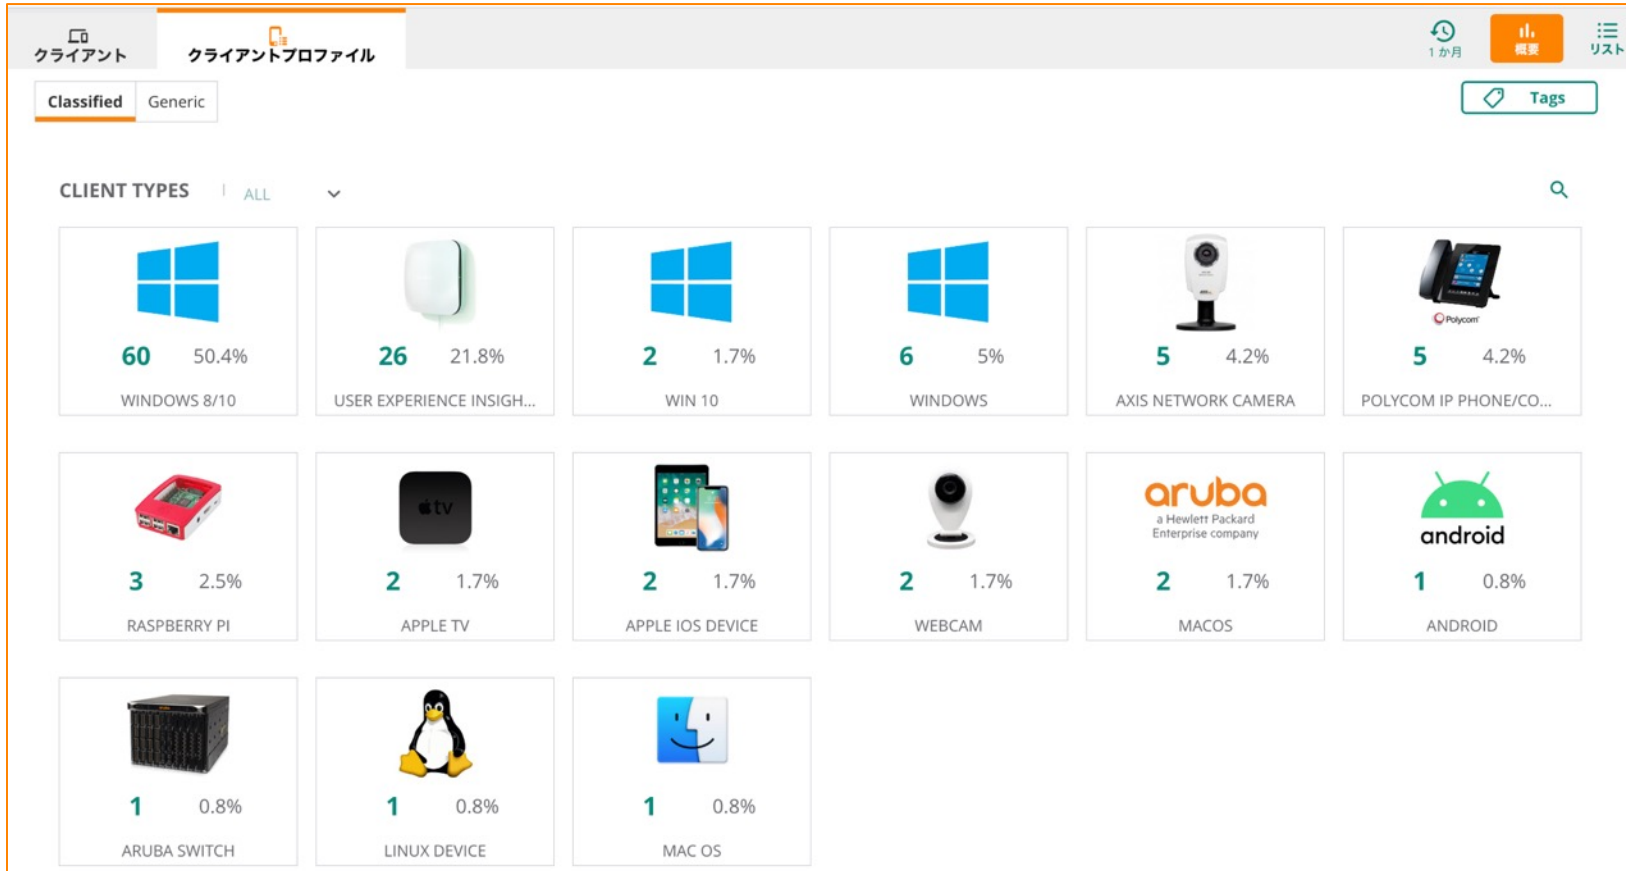 クライアント
クライアントプロファイル
1 か月
概要
リスト
Classified
Generic
Tags
CLIENT TYPES
ALL
60 50.4%
WINDOWS 8/10
26 21.8%
USER EXPERIENCE INSIGH...
2 1.7%
WIN 10
6 5%
WINDOWS
5 4.2%
AXIS NETWORK CAMERA
Polycom
5 4.2%
POLYCOM IP PHONE/CO...
3 2.5%
RASPBERRY PI
tv
2 1.7%
APPLE TV
2 1.7%
APPLE IOS DEVICE
2 1.7%
WEBCAM
aruba
a Hewlett Packard
Enterprise company
2 1.7%
MACOS
android
1 0.8%
ANDROID
1 0.8%
ARUBA SWITCH
1 0.8%
LINUX DEVICE
1 0.8%
MAC OS